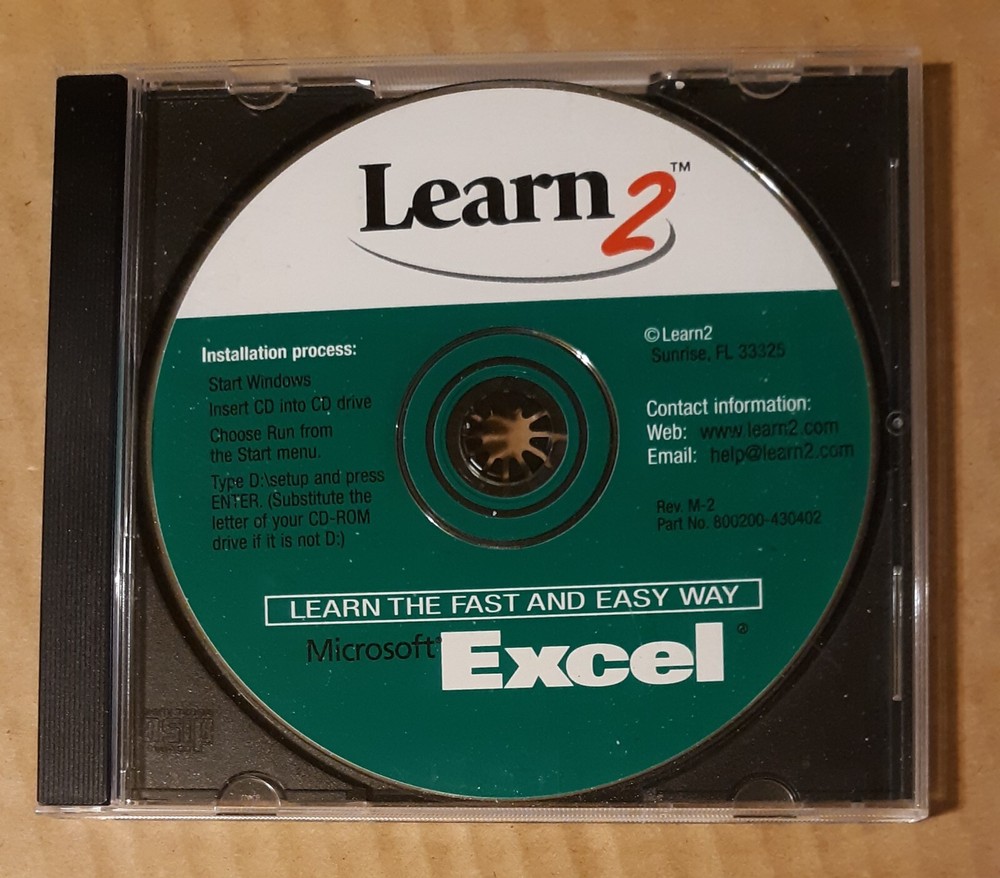 Learn2™
Installation process:
Start Windows
Insert CD into CD drive
Choose Run from
the Start menu.
Type D:\setup and press
ENTER. (Substitute the
letter of your CD-ROM
drive if it is not D:)
©Learn2
Sunrise, FL 33325
Contact information:
Web: www.learn2.com
Email: help@learn2.com
Rev. M-2
Part No. 800200-430402
LEARN THE FAST AND EASY WAY
Microsoft® Excel®